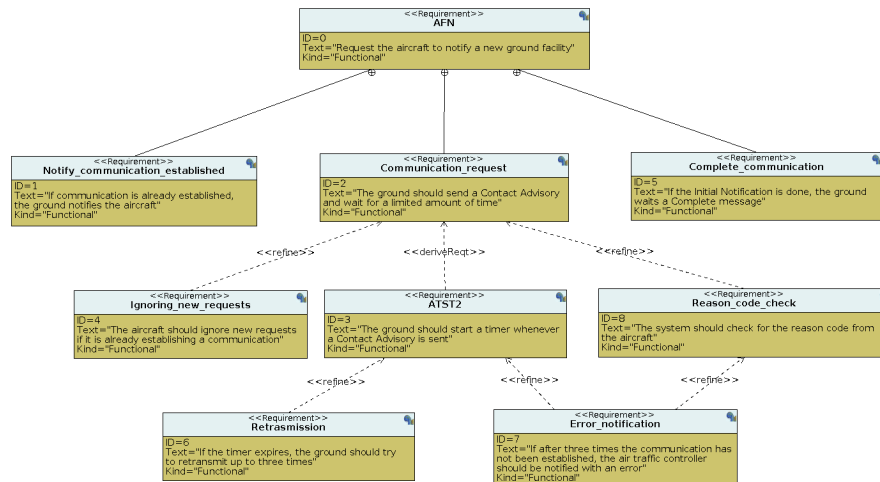 <<Requirement>>
AFN
ID=0
Text="Request the aircraft to notify a new ground facility"
Kind="Functional"
<<Requirement>>
Notify_communication_established
ID=1
Text="If communication is already established,
the ground notifies the aircraft"
Kind="Functional"
<<Requirement>>
Communication_request
ID=2
Text="The ground should send a Contact Advisory
and wait for a limited amount of time"
Kind="Functional"
<<Requirement>>
Complete_communication
ID=5
Text="If the Initial Notification is done, the ground
waits a Complete message"
Kind="Functional"
<<refine>>
<<deriveReqt>>
<<refine>>
<<Requirement>>
Ignoring_new_requests
ID=4
Text="The aircraft should ignore new requests
if it is already establishing a communication"
Kind="Functional"
<<Requirement>>
ATST2
ID=3
Text="The ground should start a timer whenever
a Contact Advisory is sent"
Kind="Functional"
<<Requirement>>
Reason_code_check
ID=8
Text="The system should check for the reason code from
the aircraft"
Kind="Functional"
<<refine>>
<<refine>>
<<refine>>
<<Requirement>>
Retrasmission
ID=6
Text="If the timer expires, the ground should try
to retransmit up to three times"
Kind="Functional"
<<Requirement>>
Error_notification
ID=7
Text="If after three times the communication has
not been established, the air traffic controller
should be notified with an error"
Kind="Functional"